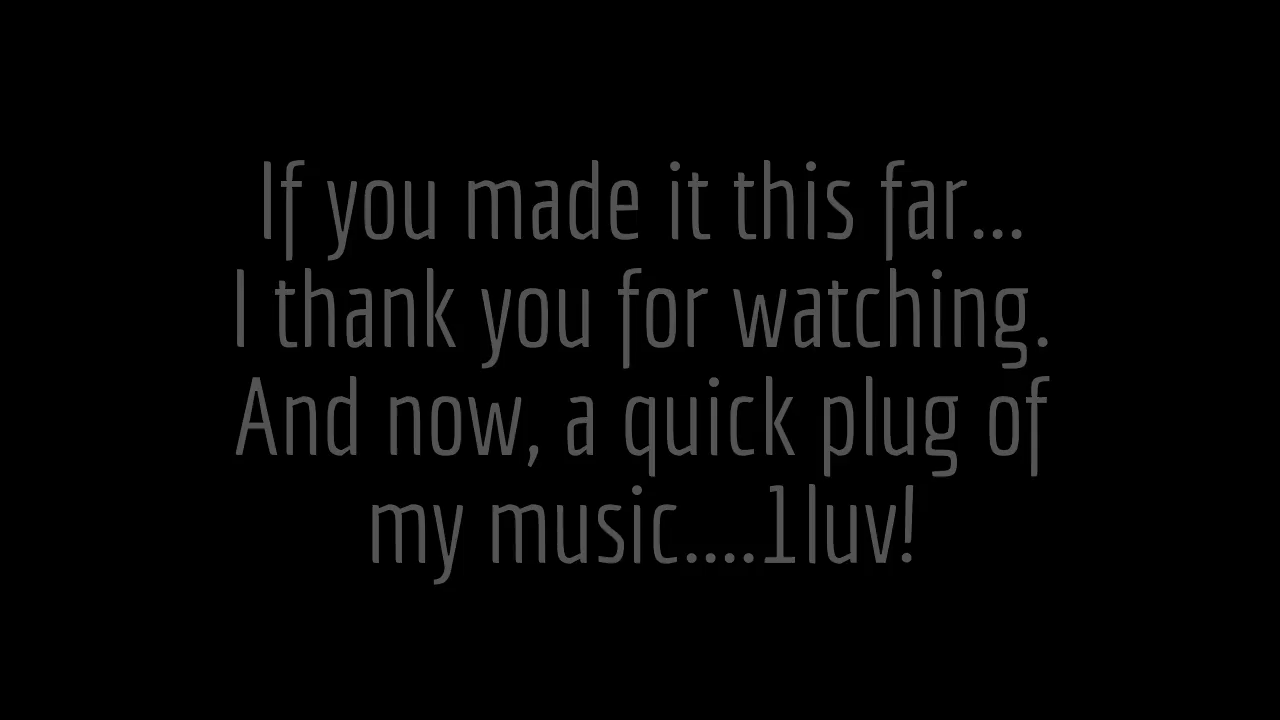 If you made it this far...
I thank you for watching.
And now, a quick plug of
my music....1luv!